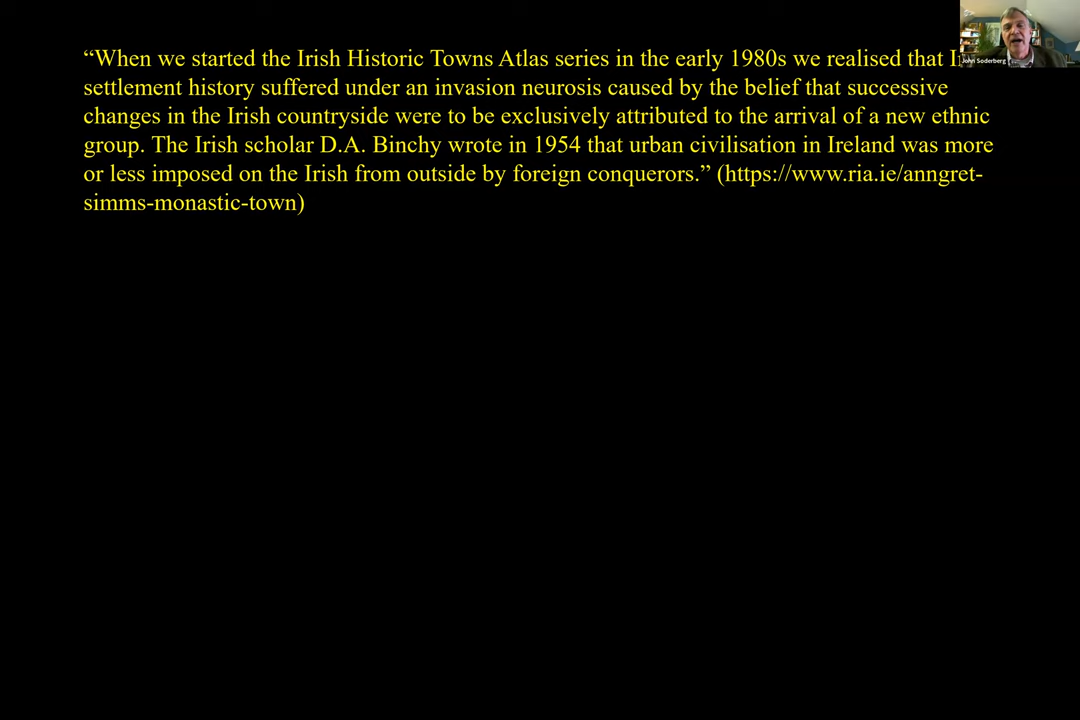 “When we started the Irish Historic Towns Atlas series in the early 1980s we realised that
settlement history suffered under an invasion neurosis caused by the belief that successive
changes in the Irish countryside were to be exclusively attributed to the arrival of a new ethnic
group. The Irish scholar D.A. Binchy wrote in 1954 that urban civilisation in Ireland was more
or less imposed on the Irish from outside by foreign conquerors.” (https://www.ria.ie/anngret-
simms-monastic-town)
John Soderberg